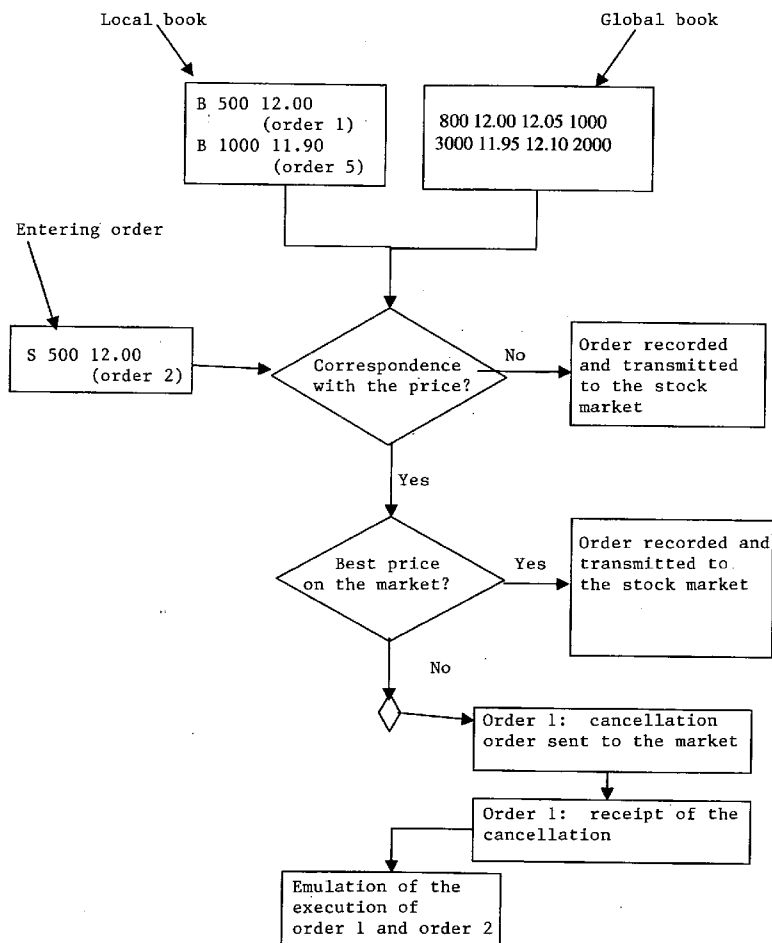 Local book
Global book
B 500 12.00
(order 1)
B 1000 11.90
(order 5)
800 12.00 12.05 1000
3000 11.95 12.10 2000
Entering order
S 500 12.00
(order 2)
Correspondence
with the price?
No
Order recorded
and transmitted
to the stock
market
Yes
Best price
on the market?
Yes
Order recorded and
transmitted to
the stock market
No
Order 1: cancellation
order sent to the market
Order 1: receipt of the
cancellation
Emulation of the
execution of
order 1 and order 2